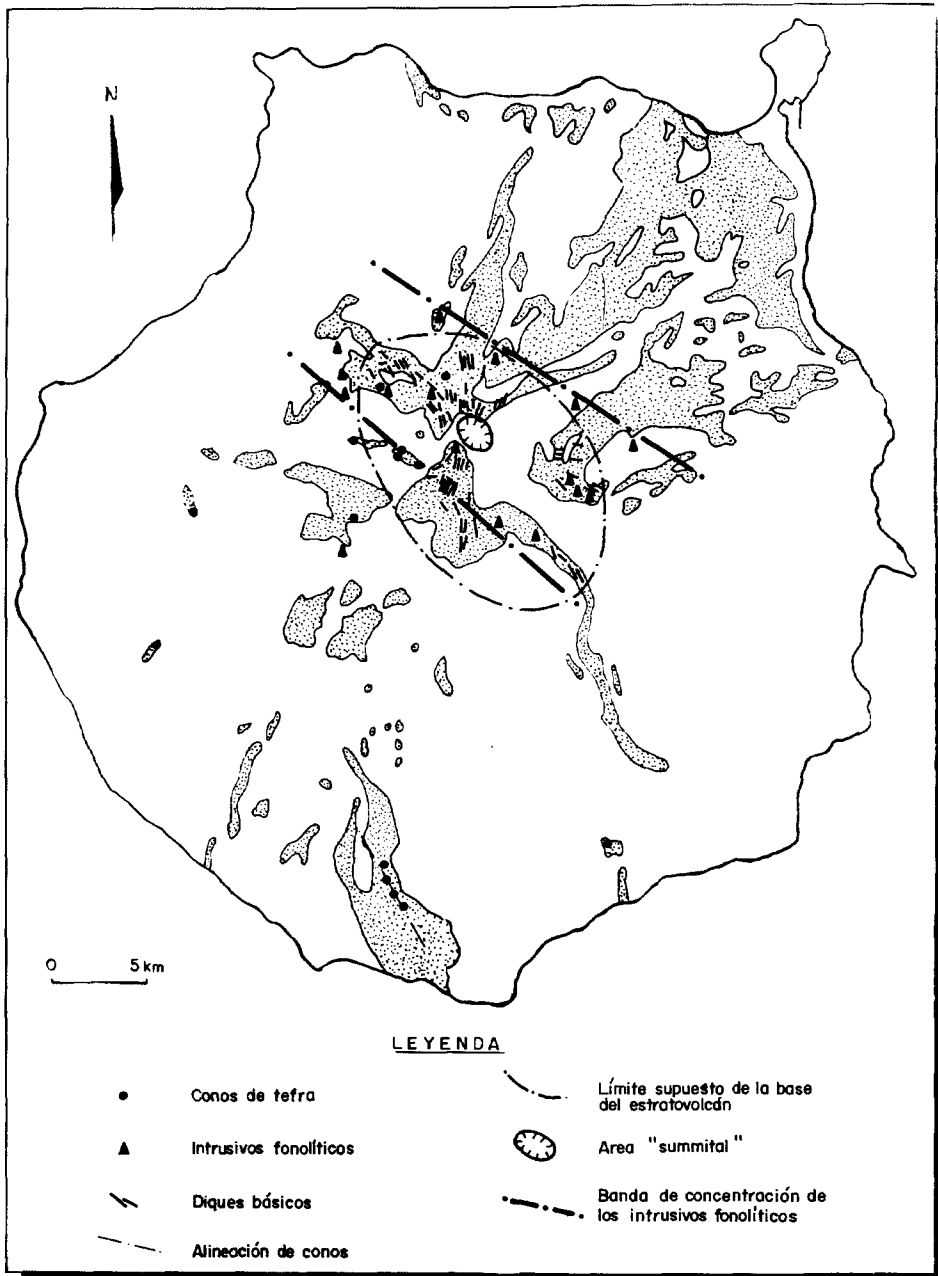 N
0 5 km
LEYENDA
Conos de tefra
Intrusivos fonolíticos
Diques básicos
Alineación de conos
Límite supuesto de la base
del estratovolcán
Area "summital"
Banda de concentración de
los intrusivos fonolíticos